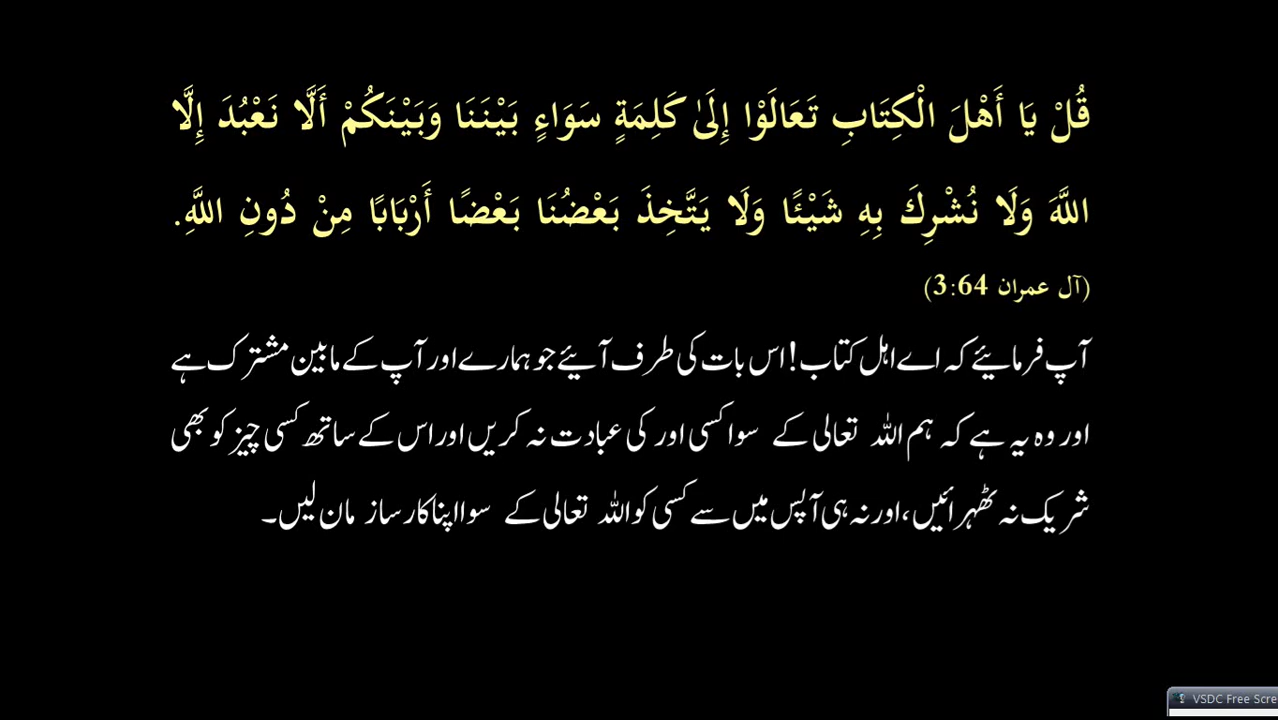 قُلْ يَا أَهْلَ الْكِتَابِ تَعَالَوْا إِلَىٰ كَلِمَةٍ سَوَاءٍ بَيْنَنَا وَبَيْنَكُمْ أَلَّا نَعْبُدَ إِلَّا
اللَّهَ وَلَا نُشْرِكَ بِهِ شَيْئًا وَلَا يَتَّخِذَ بَعْضُنَا بَعْضًا أَرْبَابًا مِنْ دُونِ اللَّهِ.
(آل عمران 3:64)
آپ فرمائیے کہ اے اہل کتاب! اس بات کی طرف آیئے جو ہمارے اور آپ کے مابین مشترک ہے
اور وہ یہ ہے کہ ہم اللہ تعالی کے سوا کسی اور کی عبادت نہ کریں اور اس کے ساتھ کسی چیز کو بھی
شریک نہ ٹھہرائیں، اور نہ ہی آپس میں سے کسی کو اللہ تعالی کے سوا اپنا کارساز مان لیں۔
VSDC Free Scre